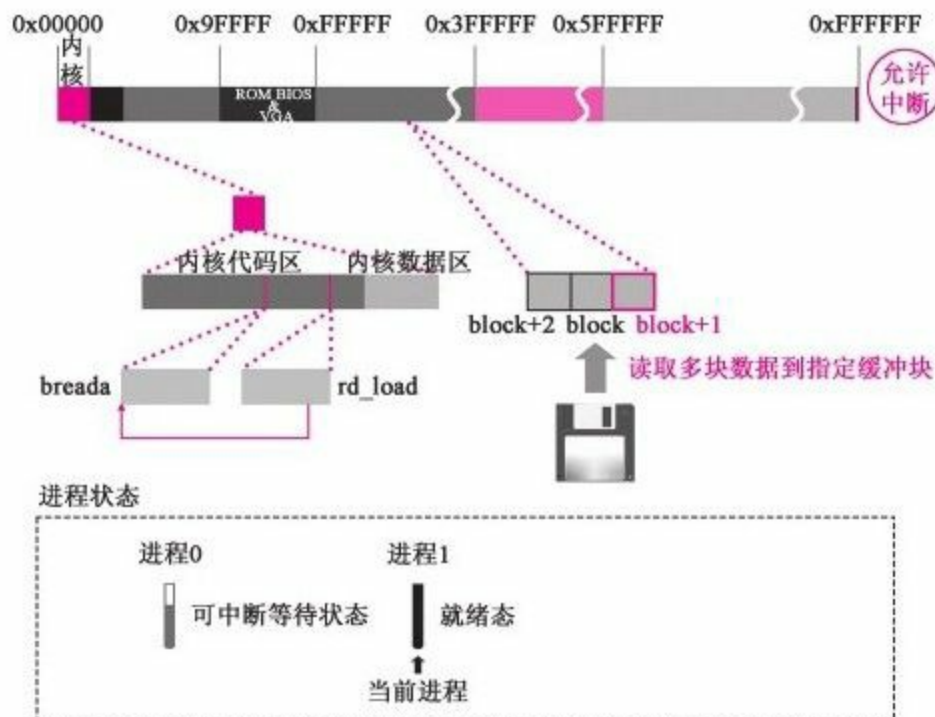 0x00000 0x9FFFF 0xFFFFF 0x3FFFFF 0x5FFFFF 0xFFFFFF
内
核
ROM BIOS
&
VGA
允许
中断
内核代码区 内核数据区
block+2 block block+1
读取多块数据到指定缓冲块
breada rd_load
进程状态
进程0 进程1
可中断等待状态 就绪态
当前进程